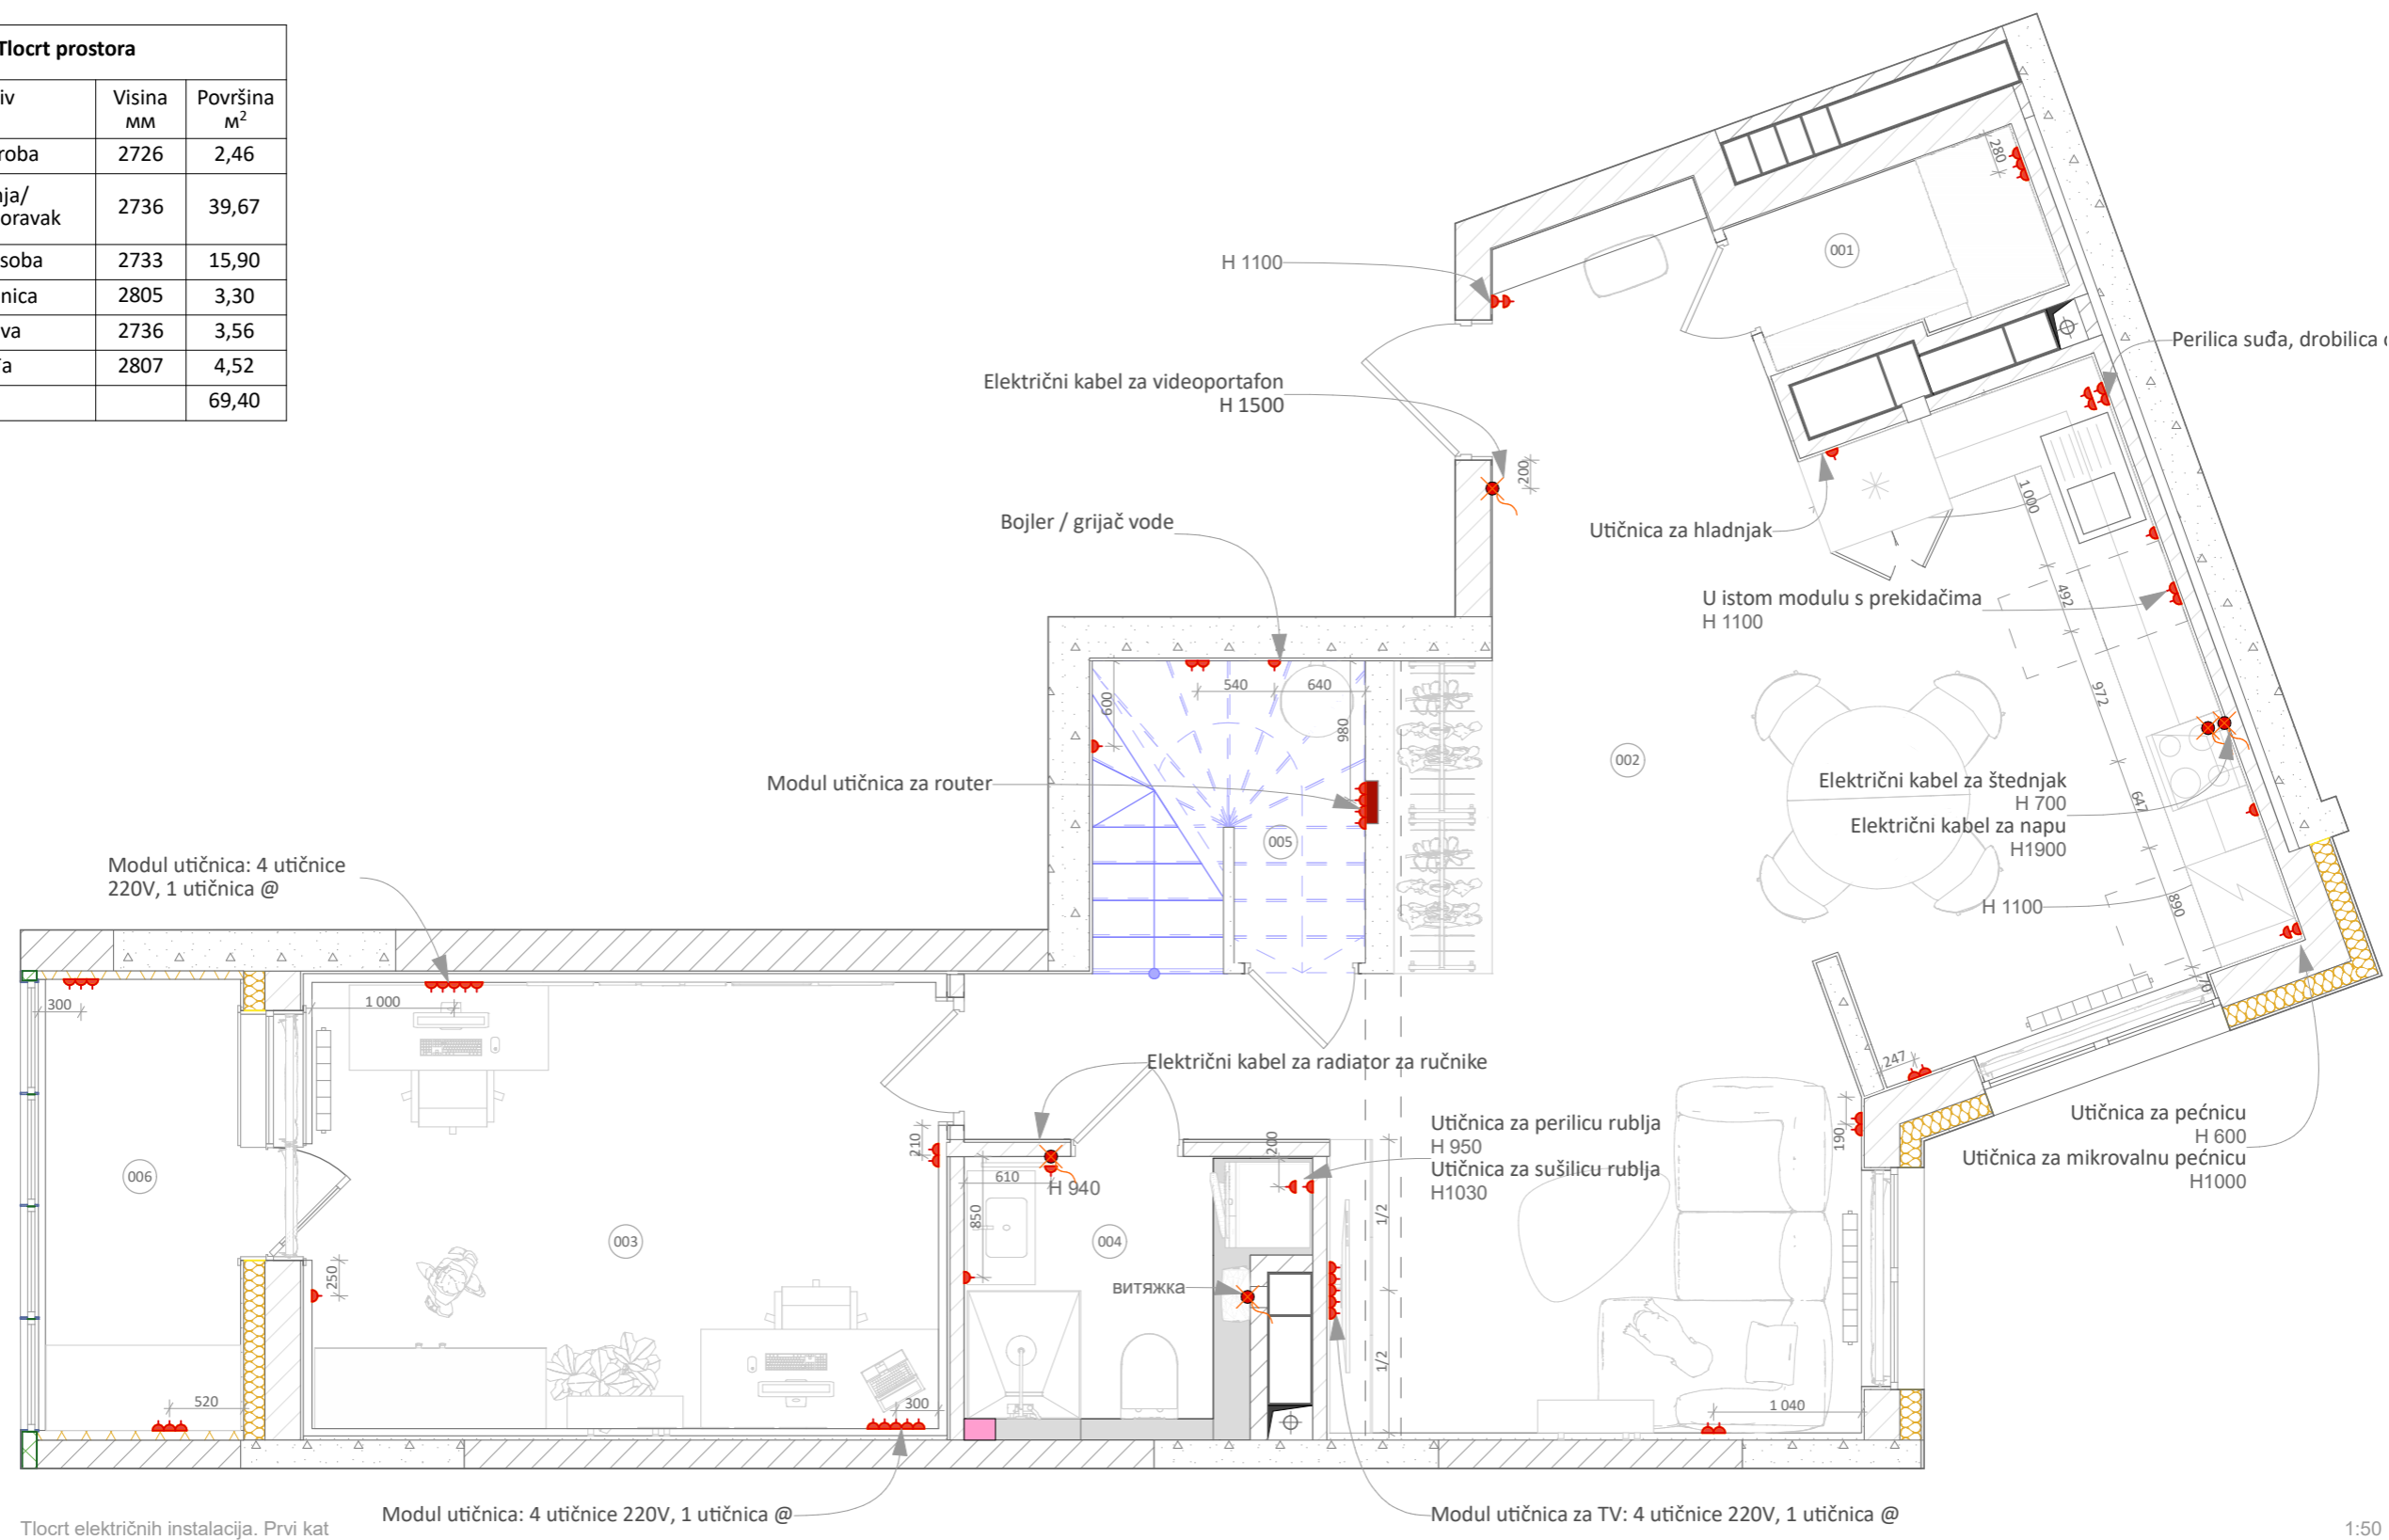 Tlocrt prostora
iv Visina Površina
мм м²
roba 2726 2,46
nja/
oravak 2736 39,67
soba 2733 15,90
nica 2805 3,30
va 2736 3,56
2807 4,52
69,40
280
001
H 1100
Perilica suđa, drobilica
Električni kabel za videoportafon
H 1500
200
Bojler / grijač vode
Utičnica za hladnjak
1 000
U istom modulu s prekidačima
H 1100
492
540 640
600
980
972
002
Modul utičnica za router
Električni kabel za štednjak
H 700
Električni kabel za napu
H1900
647
005
Modul utičnica: 4 utičnice
220V, 1 utičnica @
H 1100
890
70
300
1 000
247
Električni kabel za radiator za ručnike
210
200
190
Utičnica za perilicu rublja
H 950
Utičnica za sušilicu rublja
H1030
Utičnica za pećnicu
H 600
Utičnica za mikrovalnu pećnicu
H1000
006
610
H 940
850
1/2
003
004
250
витяжка
1/2
520
300
1 040
Modul utičnica: 4 utičnice 220V, 1 utičnica @
Modul utičnica za TV: 4 utičnice 220V, 1 utičnica @
Tlocrt električnih instalacija. Prvi kat
1:50